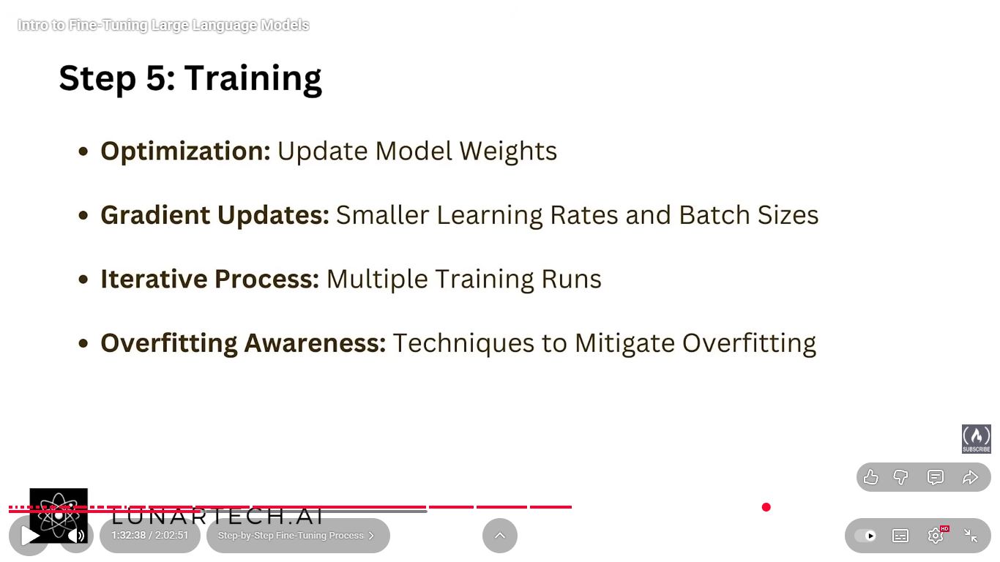 Intro to Fine-Tuning Large Language Models
Step 5: Training
• Optimization: Update Model Weights
• Gradient Updates: Smaller Learning Rates and Batch Sizes
• Iterative Process: Multiple Training Runs
• Overfitting Awareness: Techniques to Mitigate Overfitting
SUBSCRIBE
LUNARTECH.AI
1:32:38 / 2:02:51
Step-by-Step Fine-Tuning Process
HD